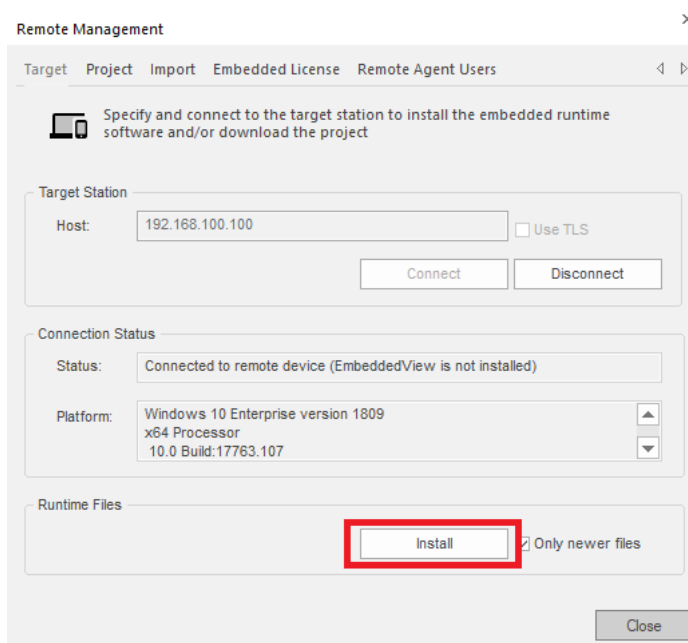 Remote Management
Target Project Import Embedded License Remote Agent Users
Specify and connect to the target station to install the embedded runtime
software and/or download the project
Target Station
Host: 192.168.100.100 Use TLS
Connect Disconnect
Connection Status
Status: Connected to remote device (EmbeddedView is not installed)
Platform: Windows 10 Enterprise version 1809
x64 Processor
10.0 Build:17763.107
Runtime Files
Install Only newer files
Close